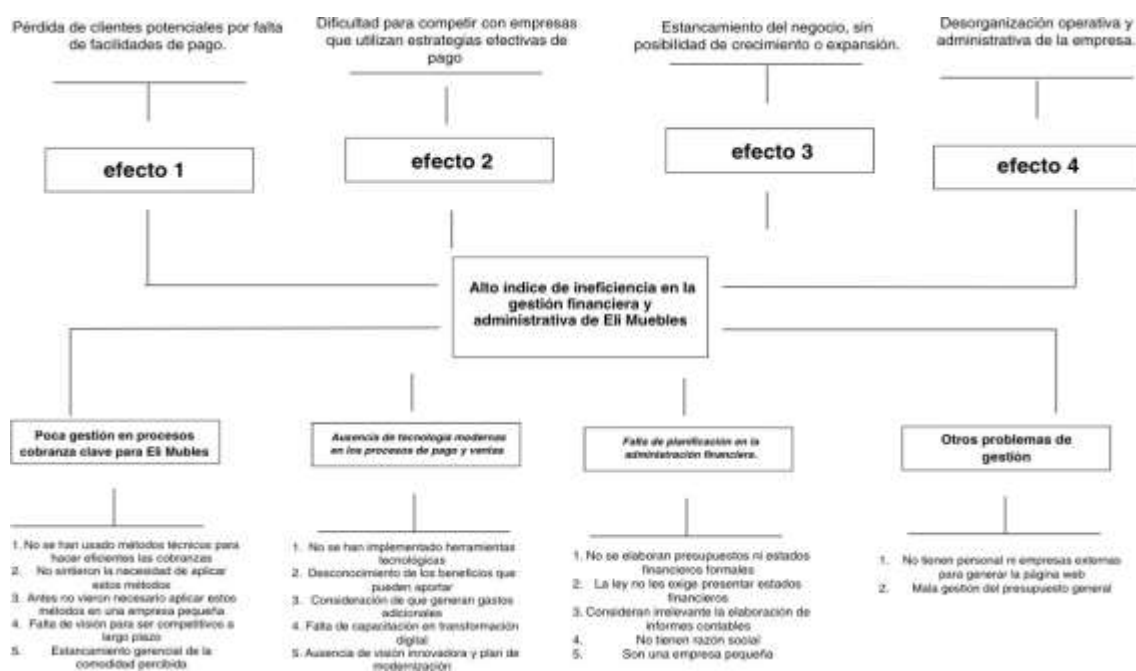 Pérdida de clientes potenciales por falta
de facilidades de pago.
Dificultad para competir con empresas
que utilizan estrategias efectivas de
pago
Estancamiento del negocio, sin
posibilidad de crecimiento o expansión.
Desorganización operativa y
administrativa de la empresa.
efecto 1
efecto 2
efecto 3
efecto 4
Alto índice de ineficiencia en la
gestión financiera y
administrativa de Eli Muebles
Poca gestión en procesos
cobranza clave para Eli Mubles
Ausencia de tecnología modernas
en los procesos de pago y ventas
Falta de planificación en la
administración financiera.
Otros problemas de
gestión
1. No se han usado métodos técnicos para
hacer eficientes las cobranzas
2. No sintieron la necesidad de aplicar
estos métodos
3. Antes no vieron necesario aplicar estos
métodos en una empresa pequeña
4. Falta de visión para ser competitivos a
largo plazo
5. Estancamiento gerencial de la
comodidad percibida
1. No se han implementado herramientas
tecnológicas
2. Desconocimiento de los beneficios que
pueden aportar
3. Consideración de que generan gastos
adicionales
4. Falta de capacitación en transformación
digital
5. Ausencia de visión innovadora y plan de
modernización
1. No se elaboran presupuestos ni estados
financieros formales
2. La ley no les exige presentar estados
financieros
3. Consideran irrelevante la elaboración de
informes contables
4. No tienen razón social
5. Son una empresa pequeña
1. No tienen personal ni empresas externas
para generar la página web
2. Mala gestión del presupuesto general